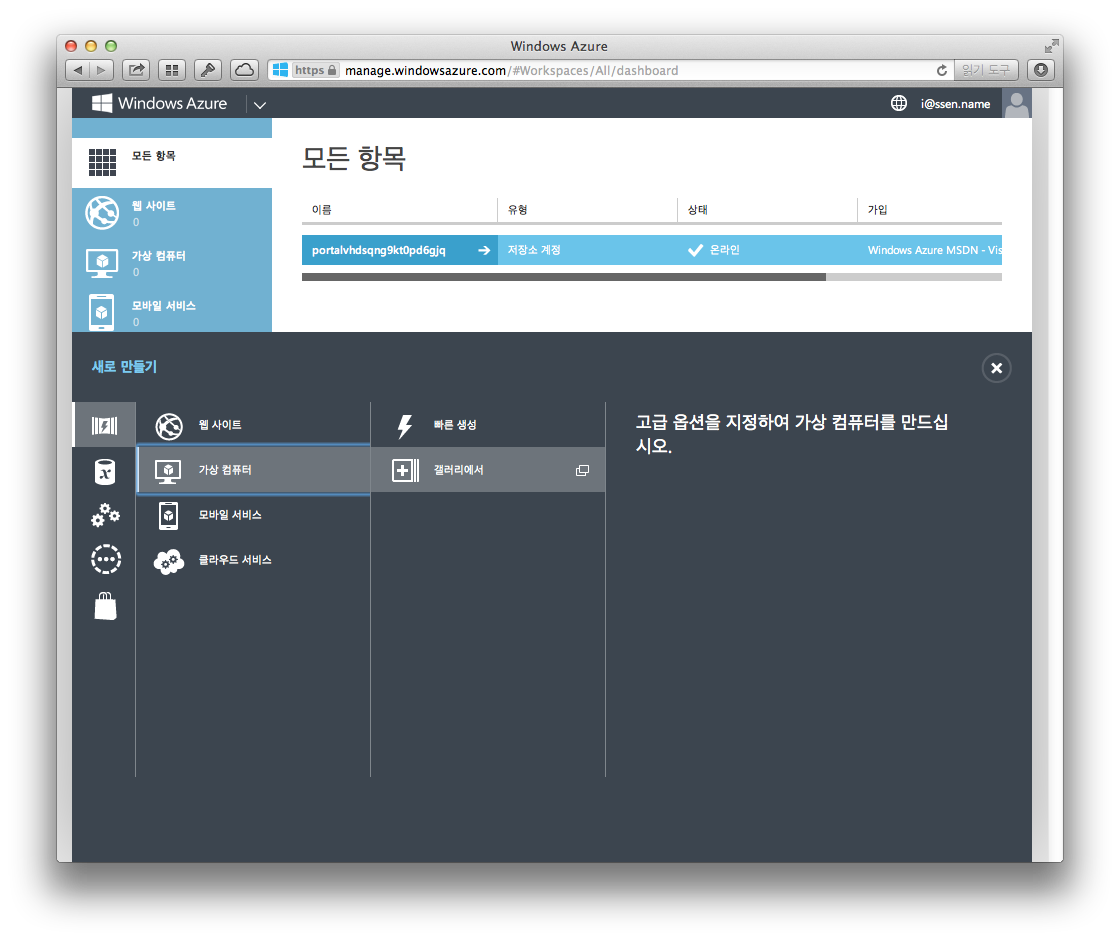 Windows Azure
https manage.windowsazure.com/#Workspaces/All/dashboard 읽기 도구
Windows Azure i@ssen.name
모든 항목
웹 사이트
0
가상 컴퓨터
0
모바일 서비스
0
모든 항목
이름 유형 상태 가입
portalvhdsqng9kt0pd6gjq 저장소 계정 온라인 Windows Azure MSDN - Vis
새로 만들기
웹 사이트
가상 컴퓨터
모바일 서비스
클라우드 서비스
빠른 생성
갤러리에서
고급 옵션을 지정하여 가상 컴퓨터를 만드십
시오.